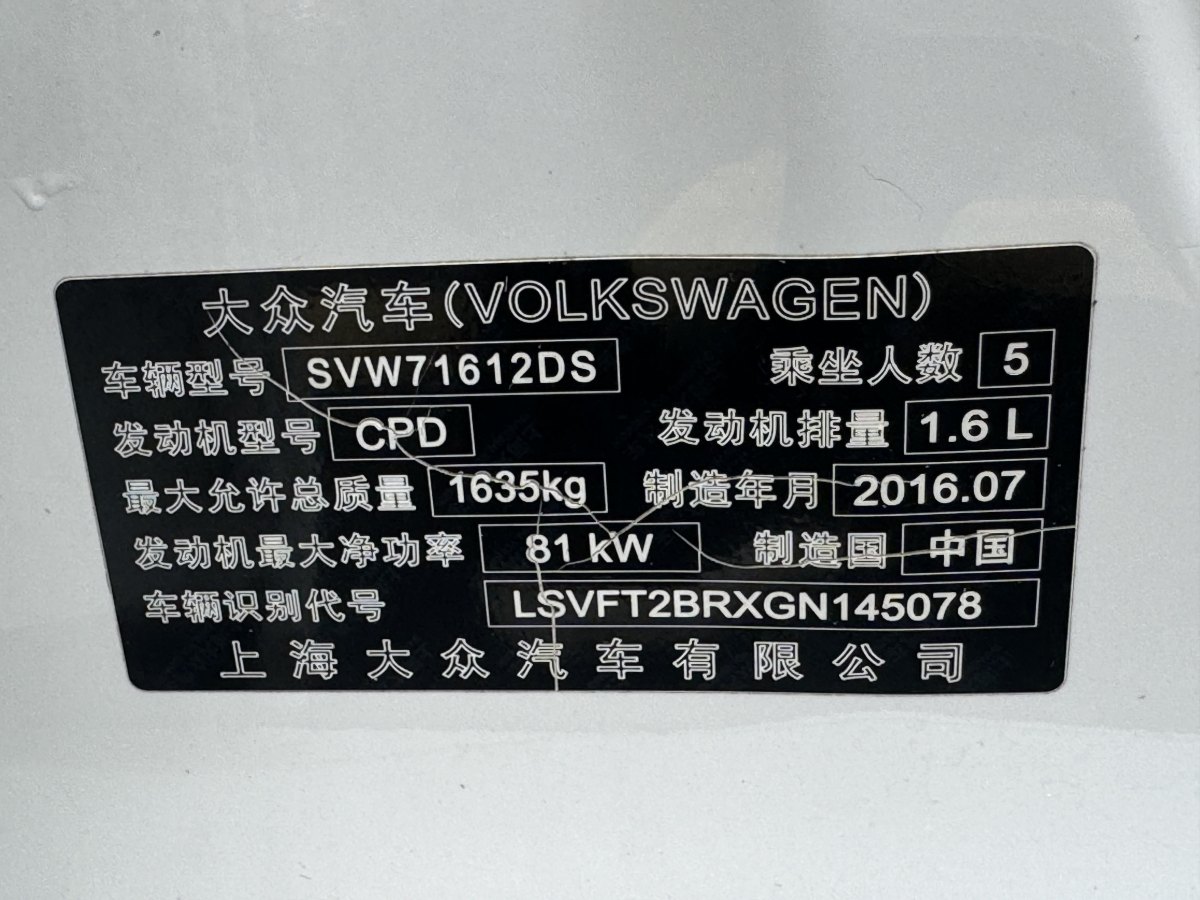 大众汽车(VOLKSWAGEN)
车辆型号 SVW71612DS 乘坐人数 5
发动机型号 CPD 发动机排量 1.6 L
最大允许总质量 1635kg 制造年月 2016.07
发动机最大净功率 81 kW 制造国 中国
车辆识别代号 LSVFT2BRXGN145078
上海大众汽车有限公司